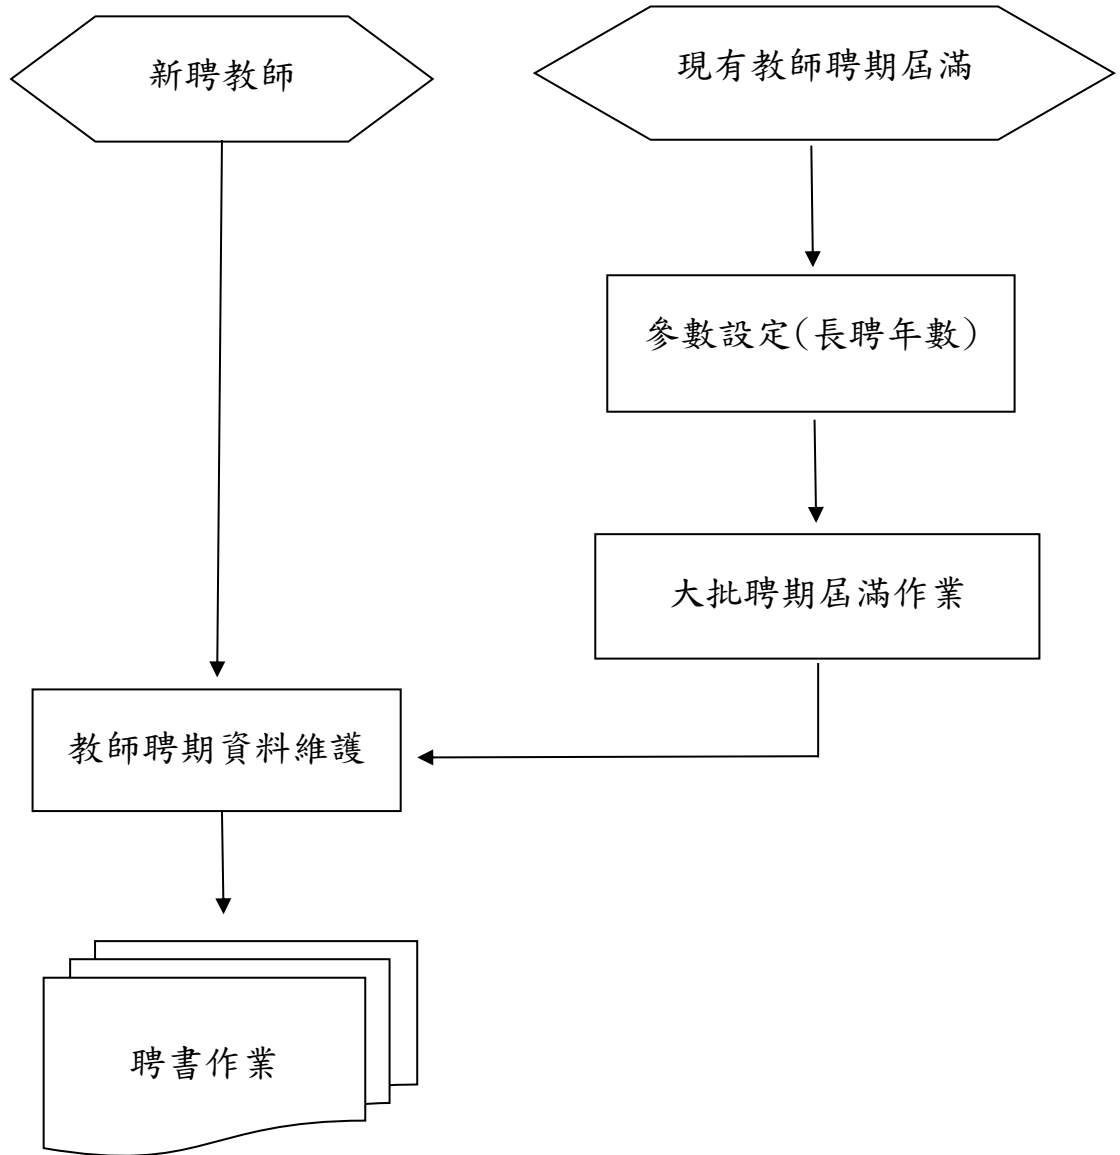 新聘教師
現有教師聘期屆滿
參數設定(長聘年數)
大批聘期屆滿作業
教師聘期資料維護
聘書作業